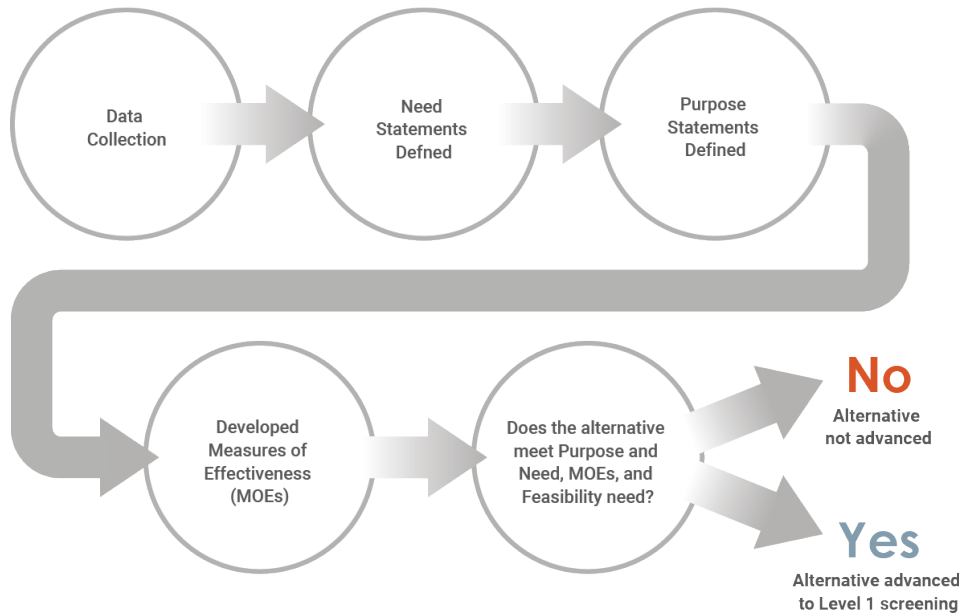 Data
Collection
Need
Statements
Defned
Purpose
Statements
Defined
Developed
Measures of
Effectiveness
(MOEs)
Does the alternative
meet Purpose and
Need, MOEs, and
Feasibility need?
No
Alternative
not advanced
Yes
Alternative advanced
to Level 1 screening